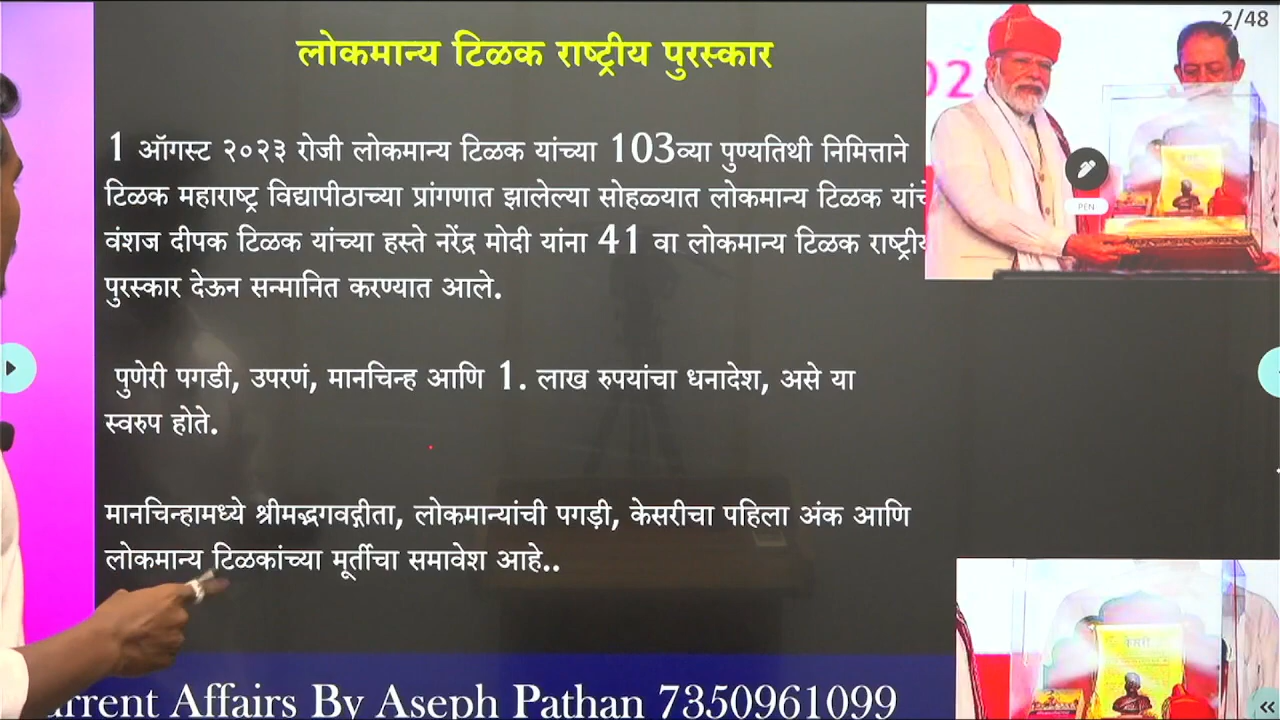 2/48
लोकमान्य टिळक राष्ट्रीय पुरस्कार
02
1 ऑगस्ट २०२३ रोजी लोकमान्य टिळक यांच्या 103व्या पुण्यतिथी निमित्ताने
टिळक महाराष्ट्र विद्यापीठाच्या प्रांगणात झालेल्या सोहळ्यात लोकमान्य टिळक यांचे
वंशज दीपक टिळक यांच्या हस्ते नरेंद्र मोदी यांना 41 वा लोकमान्य टिळक राष्ट्रीय
पुरस्कार देऊन सन्मानित करण्यात आले.
PEN
पुणेरी पगडी, उपरणं, मानचिन्ह आणि 1. लाख रुपयांचा धनादेश, असे या
स्वरुप होते.
मानचिन्हामध्ये श्रीमद्भगवद्गीता, लोकमान्यांची पगड़ी, केसरीचा पहिला अंक आणि
लोकमान्य टिळकांच्या मूर्तीचा समावेश आहे..
केसरी
urrent Affairs By Aseph Pathan 7350961099